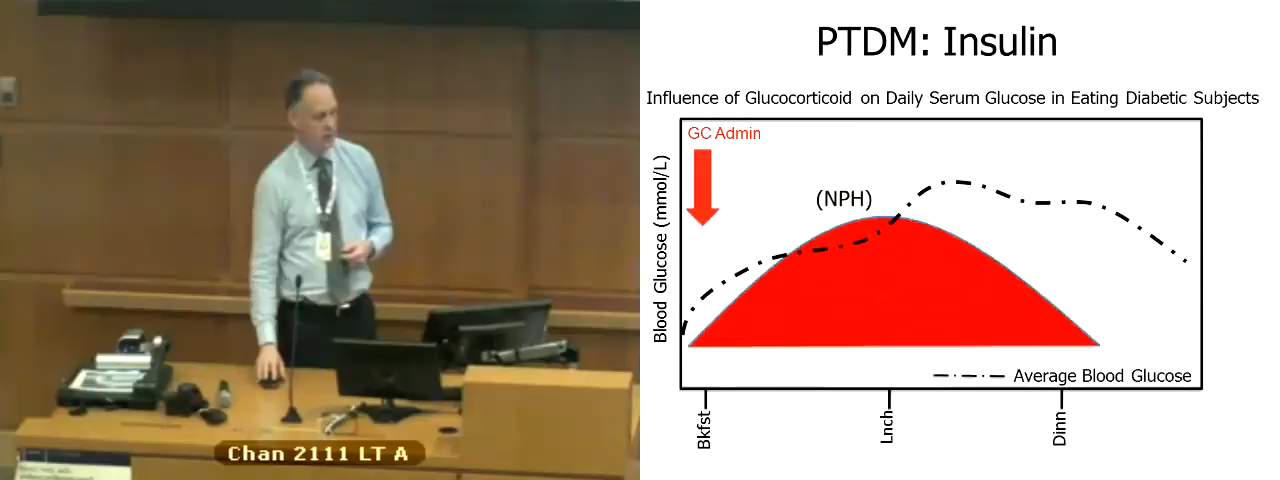 PTDM: Insulin
Influence of Glucocorticoid on Daily Serum Glucose in Eating Diabetic Subjects
GC Admin
(NPH)
Blood Glucose (mmol/L)
Average Blood Glucose
Bkfst
Lnch
Dinn
Chan 2111 LT A